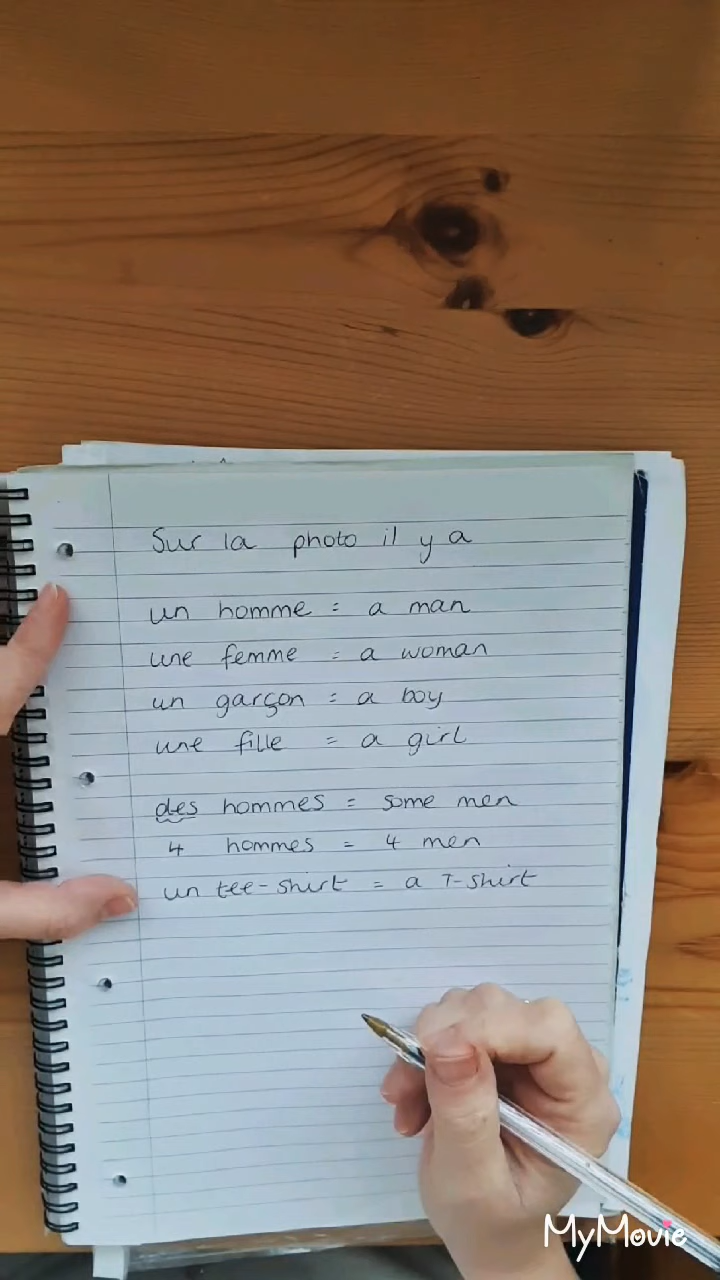 Sur la photo il y a
un homme = a man
une femme = a woman
un garçon = a boy
une fille = a girl
des hommes = some men
4 hommes = 4 men
un tee-shirt = a T-shirt
MyMovie